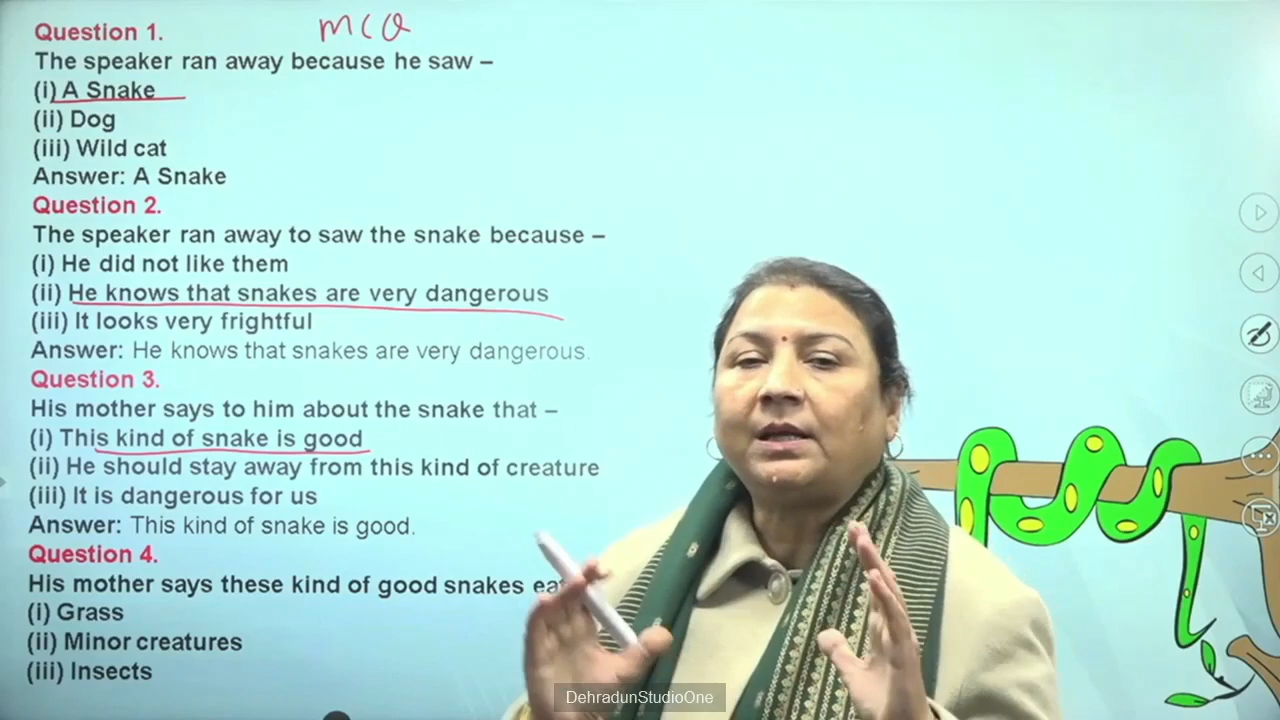 Question 1.
MCQ
The speaker ran away because he saw –
(i) A Snake
(ii) Dog
(iii) Wild cat
Answer: A Snake
Question 2.
The speaker ran away to saw the snake because –
(i) He did not like them
(ii) He knows that snakes are very dangerous
(iii) It looks very frightful
Answer: He knows that snakes are very dangerous.
Question 3.
His mother says to him about the snake that –
(i) This kind of snake is good
(ii) He should stay away from this kind of creature
(iii) It is dangerous for us
Answer: This kind of snake is good.
Question 4.
His mother says these kind of good snakes ea
(i) Grass
(ii) Minor creatures
(iii) Insects
DehradunStudioOne